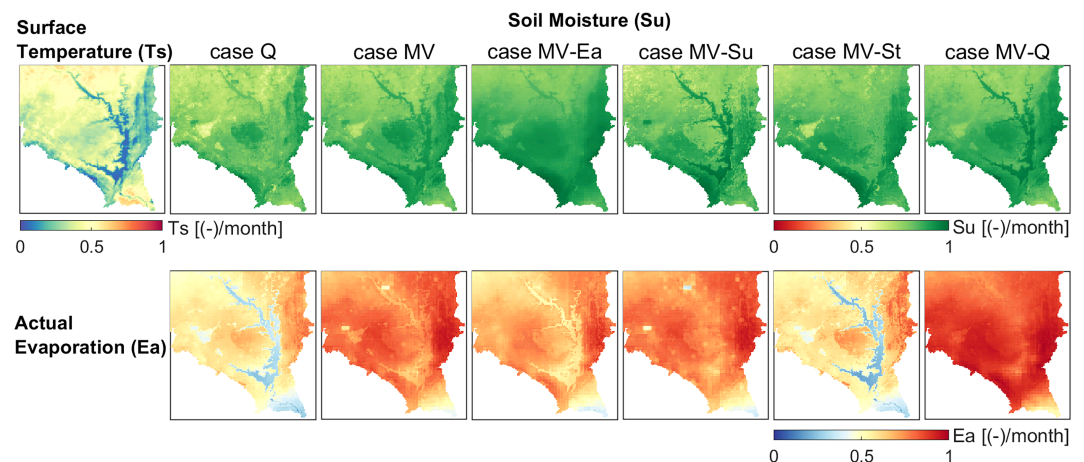 Surface
Temperature (Ts)
Soil Moisture (Su)
case Q
case MV
case MV-Ea
case MV-Su
case MV-St
case MV-Q
Ts [(-)/month]
0
0.5
1
Su [(-)/month]
0
0.5
1
Actual
Evaporation (Ea)
Ea [(-)/month]
0
0.5
1